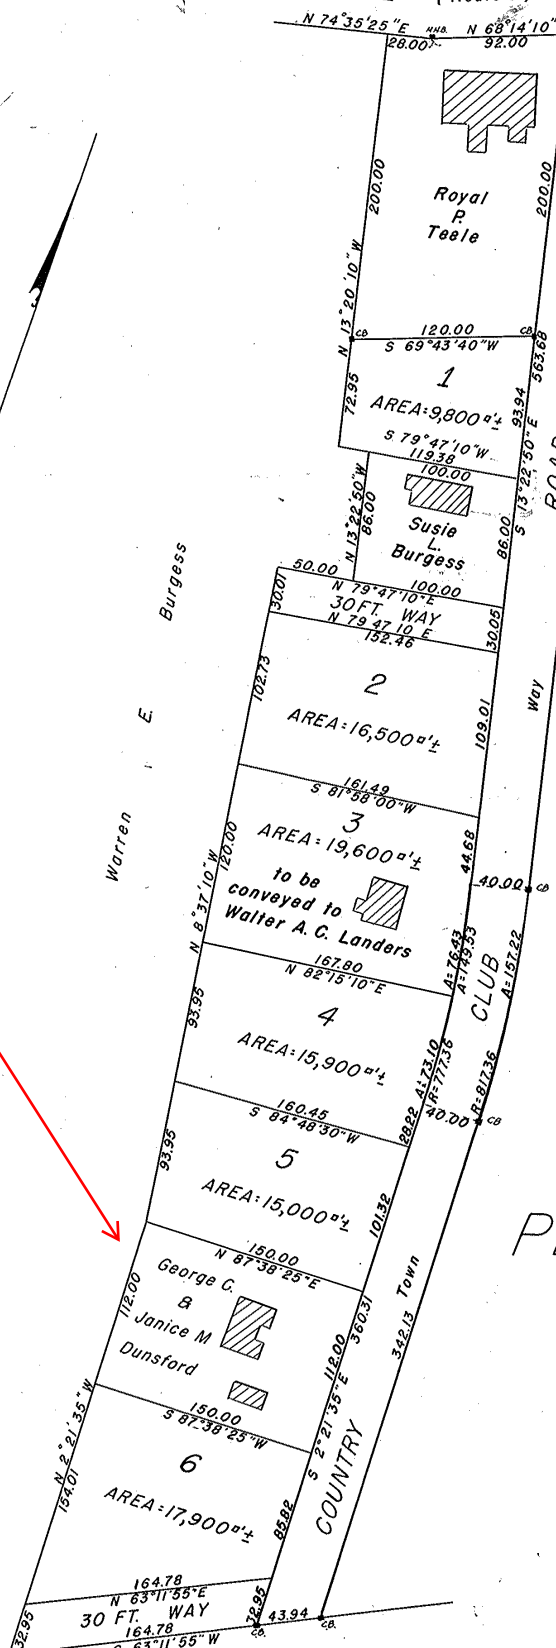 N 74°35'25"E
N 68°14'10"
28.00
92.00
200.00
200.00
Royal
P.
Teele
N 13°20'10"W
120.00
CB
CB
S 69°43'40"W
563.68
72.95
1
AREA=9,800□'±
93.94
S 79°47'10"W
119.38
100.00
S 13°22'50"E
N 13°22'50"W
86.00
Susie
L.
Burgess
86.00
50.00
N 79°47'10"E
100.00
30.01
30 FT. WAY
30.05
N 79 47 10 E
152.46
Burgess
E.
Warren
102.73
2
AREA=16,500□'±
109.01
Way
161.49
S 81°58'00"W
3
AREA=19,600□'±
44.68
120.00
to be
conveyed to
Walter A. C. Landers
40.00
CB
N 8°37'10"W
A=76.43
A=149.53
A=157.22
167.80
N 82°15'10"E
CLUB
93.95
4
AREA=15,900□'±
A=73.10
R=777.36
R=817.36
40.00
CB
160.45
S 84°48'30"W
28.22
93.95
5
AREA=15,000□'±
101.32
150.00
N 87°38'25"E
360.31
Town
342.13
George C.
&
Janice M
Dunsford
112.00
112.00
150.00
S 87°38'25"W
S 2°21'35"E
COUNTRY
N 2°21'35"W
154.01
6
AREA=17,900□'±
85.82
164.78
N 63°11'55"E
30 FT. WAY
32.95
32.95
43.94
164.78
63°11'55"W
C.B.
C.B.